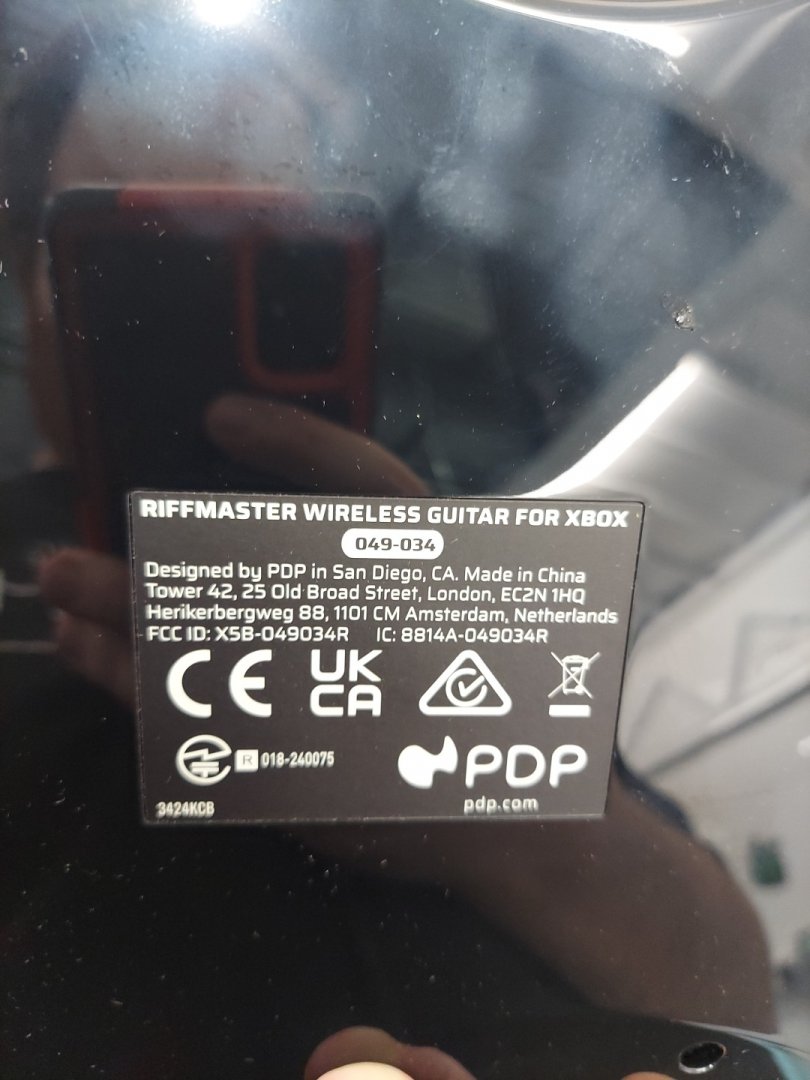 RIFFMASTER WIRELESS GUITAR FOR XBOX
049-034
Designed by PDP in San Diego, CA. Made in China
Tower 42, 25 Old Broad Street, London, EC2N 1HQ
Herikerbergweg 88, 1101 CM Amsterdam, Netherlands
FCC ID: X5B-049034R IC: 8814A-049034R
CE UK
CA
R 018-240075
PDP
pdp.com
3424KCB